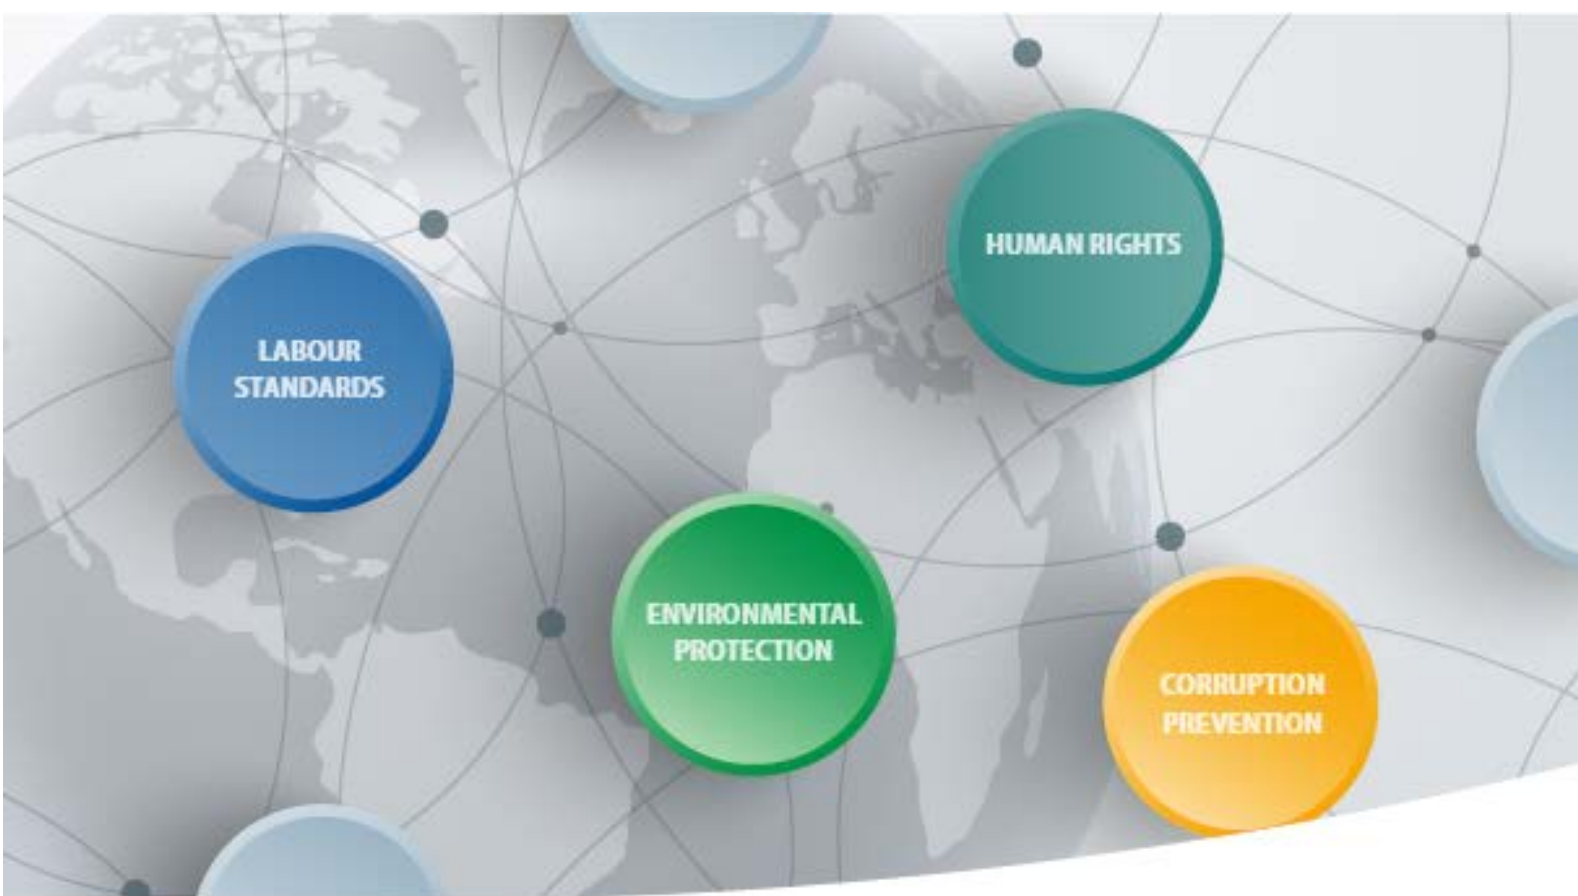 HUMAN RIGHTS
LABOUR
STANDARDS
ENVIRONMENTAL
PROTECTION
CORRUPTION
PREVENTION